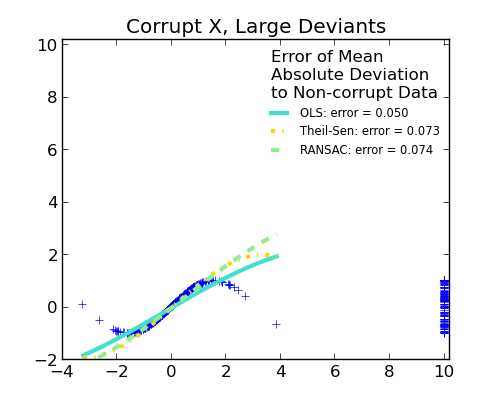 Corrupt X, Large Deviants
Error of Mean
Absolute Deviation
to Non-corrupt Data
OLS: error = 0.050
Theil-Sen: error = 0.073
RANSAC: error = 0.074
10
8
6
4
2
0
−2
−4 −2 0 2 4 6 8 10